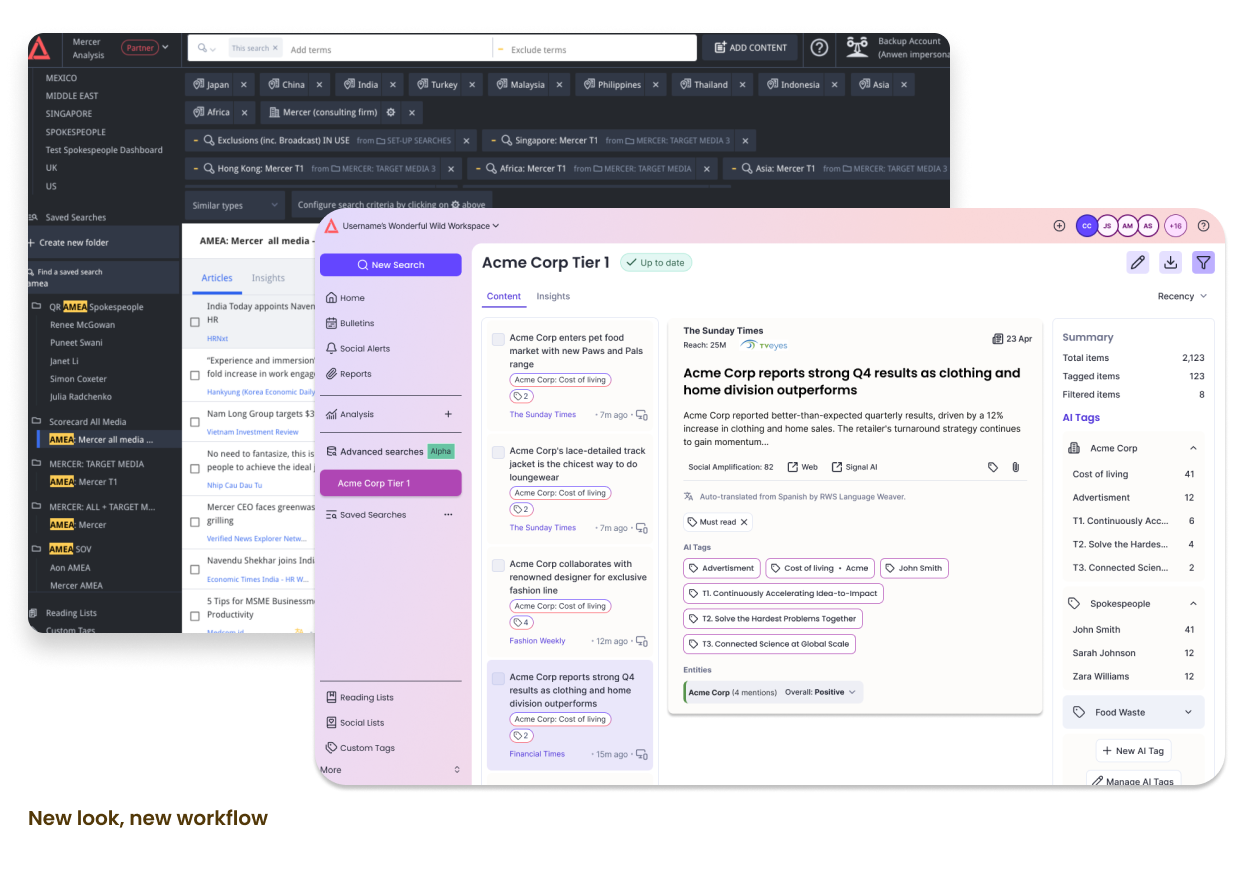 Mercer
Analysis
Partner
This search ×
Add terms
Exclude terms
ADD CONTENT
Backup Account
(Anwen impersona
MEXICO
MIDDLE EAST
SINGAPORE
SPOKESPEOPLE
Test Spokespeople Dashboard
UK
US
Saved Searches
+ Create new folder
Find a saved search
amea
QR AMEA Spokespeople
Renee McGowan
Puneet Swani
Janet Li
Simon Coxeter
Julia Radchenko
Scorecard All Media
AMEA: Mercer all media ...
MERCER: TARGET MEDIA
AMEA: Mercer T1
MERCER: ALL + TARGET M...
AMEA: Mercer
AMEA SOV
Aon AMEA
Mercer AMEA
Reading Lists
Custom Tags
Japan × China × India × Turkey × Malaysia × Philippines × Thailand × Indonesia × Asia ×
Africa × Mercer (consulting firm) ×
– Exclusions (inc. Broadcast) IN USE from SET-UP SEARCHES × – Singapore: Mercer T1 from MERCER: TARGET MEDIA 3 ×
– Hong Kong: Mercer T1 from MERCER: TARGET MEDIA 3 × – Africa: Mercer T1 from MERCER: TARGET MEDIA × – Asia: Mercer T1 from MERCER: TARGET MEDIA 3
Similar types
Configure search criteria by clicking on above
AMEA: Mercer all media -
Articles Insights
India Today appoints Naven
HR
HRNxt
"Experience and immersion"
fold increase in work engag
Hankyung (Korea Economic Daily
Nam Long Group targets $3
Vietnam Investment Review
No need to fantasize, this is
people to achieve the ideal j
Nhip Cau Dau Tu
Mercer CEO faces greenwas
grilling
Verified News Explorer Netw...
Navendu Shekhar joins Indi
Economic Times India - HR W...
5 Tips for MSME Businessm
Productivity
Medcom.id
Username's Wonderful Wild Workspace
CC JS AM AS +16
New Search
Home
Bulletins
Social Alerts
Reports
Analysis +
Advanced searches Alpha
Acme Corp Tier 1
Saved Searches ...
Reading Lists
Social Lists
Custom Tags
More
Acme Corp Tier 1
Up to date
Content Insights
Recency
Acme Corp enters pet food
market with new Paws and Pals
range
Acme Corp: Cost of living
2
The Sunday Times • 7m ago •
Acme Corp's lace-detailed track
jacket is the chicest way to do
loungewear
Acme Corp: Cost of living
2
The Sunday Times • 7m ago •
Acme Corp collaborates with
renowned designer for exclusive
fashion line
Acme Corp: Cost of living
4
Fashion Weekly • 12m ago •
Acme Corp reports strong Q4
results as clothing and home
division outperforms
Acme Corp: Cost of living
2
Financial Times • 15m ago •
The Sunday Times
Reach: 25M TVEyes
23 Apr
Acme Corp reports strong Q4 results as clothing and
home division outperforms
Acme Corp reported better-than-expected quarterly results, driven by a 12%
increase in clothing and home sales. The retailer's turnaround strategy continues
to gain momentum...
Social Amplification: 82 Web Signal AI
Auto-translated from Spanish by RWS Language Weaver.
Must read ×
AI Tags
Advertisment Cost of living • Acme John Smith
T1. Continuously Accelerating Idea-to-Impact
T2. Solve the Hardest Problems Together
T3. Connected Science at Global Scale
Entities
Acme Corp (4 mentions) Overall: Positive
Summary
Total items 2,123
Tagged items 123
Filtered items 8
AI Tags
Acme Corp
Cost of living 41
Advertisment 12
T1. Continuously Acc... 6
T2. Solve the Hardes... 4
T3. Connected Scien... 2
Spokespeople
John Smith 41
Sarah Johnson 12
Zara Williams 12
Food Waste
+ New AI Tag
Manage AI Tags
New look, new workflow